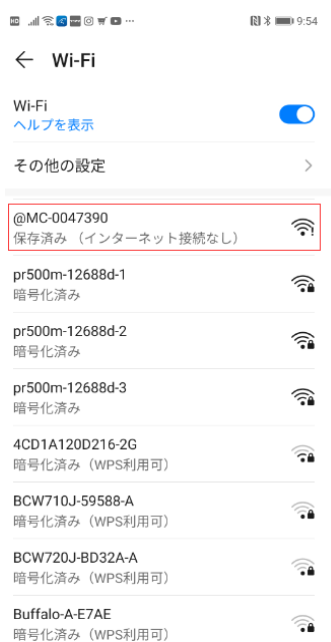 9:54
Wi-Fi
Wi-Fi
ヘルプを表示
その他の設定
@MC-0047390
保存済み（インターネット接続なし）
pr500m-12688d-1
暗号化済み
pr500m-12688d-2
暗号化済み
pr500m-12688d-3
暗号化済み
4CD1A120D216-2G
暗号化済み（WPS利用可）
BCW710J-59588-A
暗号化済み（WPS利用可）
BCW720J-BD32A-A
暗号化済み（WPS利用可）
Buffalo-A-E7AE
暗号化済み（WPS利用可）